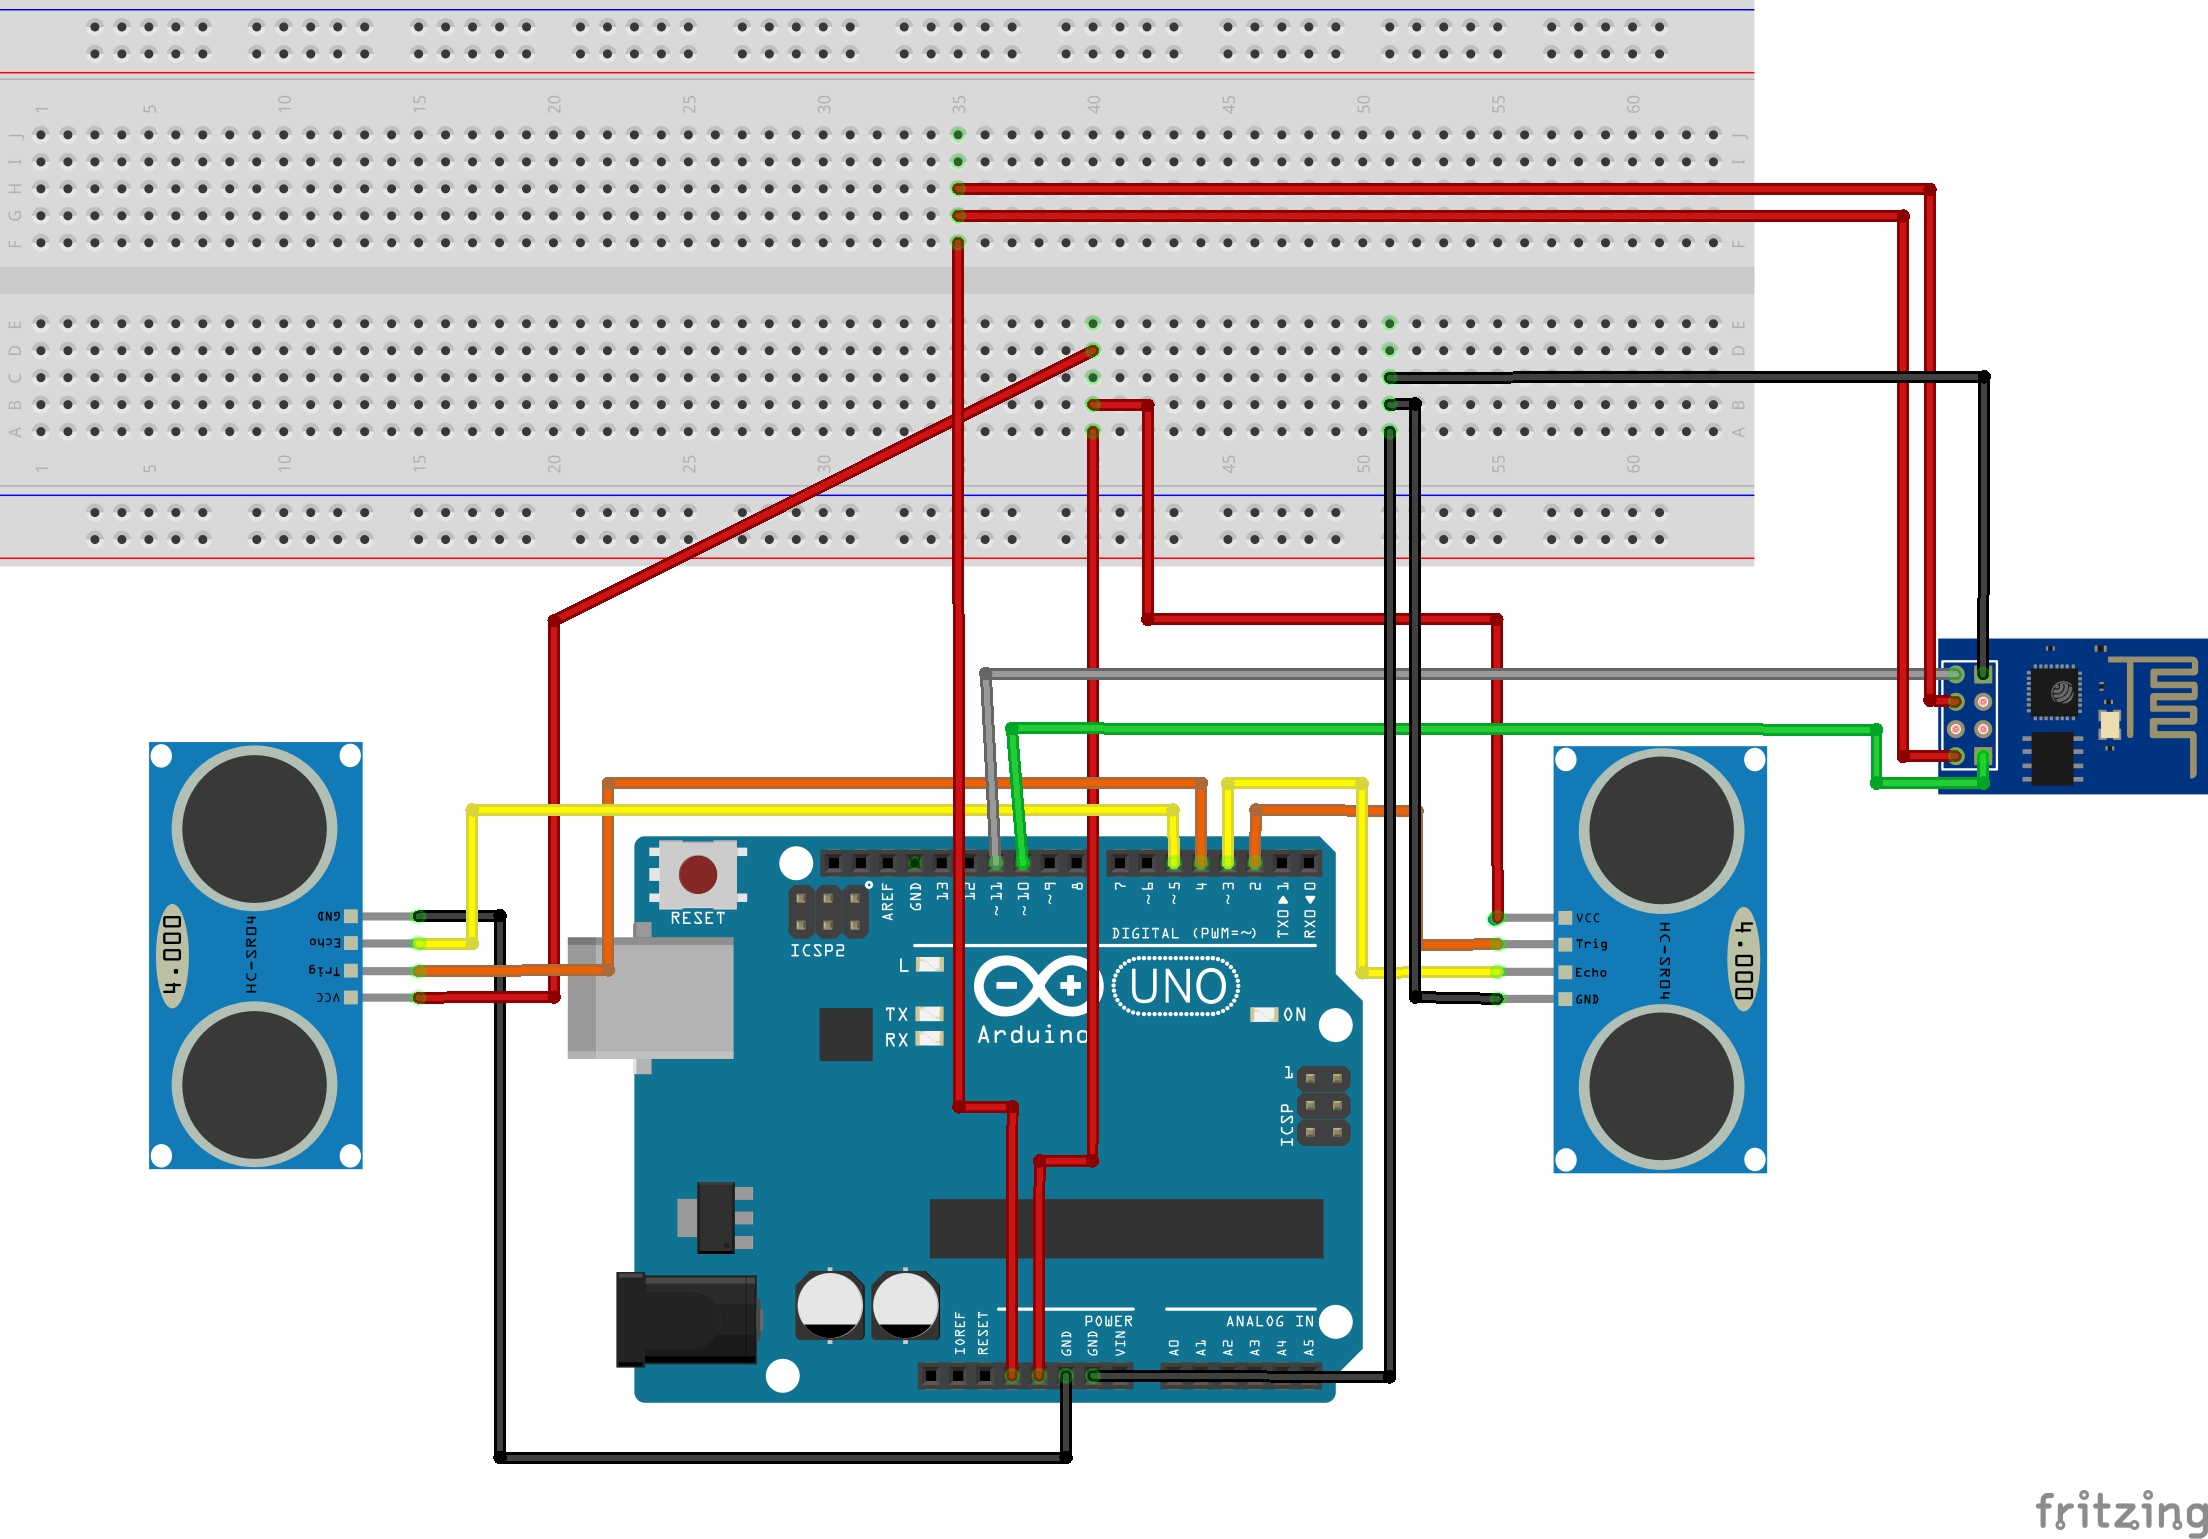 1 5 10 15 20 25 30 35 40 45 50 55 60
J J
I I
H H
G G
F F
E E
D D
C C
B B
A A
1 5 10 15 20 25 30 45 50 55 60
RESET
ICSP2
AREF
GND
13
12
~11
~10
~9
8
7
~6
~5
4
~3
2
TX0▶1
RX0◀0
DIGITAL (PWM=~)
L
TX
RX
Arduino
UNO
ON
1
ICSP
GND
Echo
Trig
VCC
HC-SR04
4.000
VCC
Trig
Echo
GND
HC-SR04
4.000
IOREF
RESET
GND
GND
VIN
POWER
ANALOG IN
A0
A1
A2
A3
A4
A5
fritzing